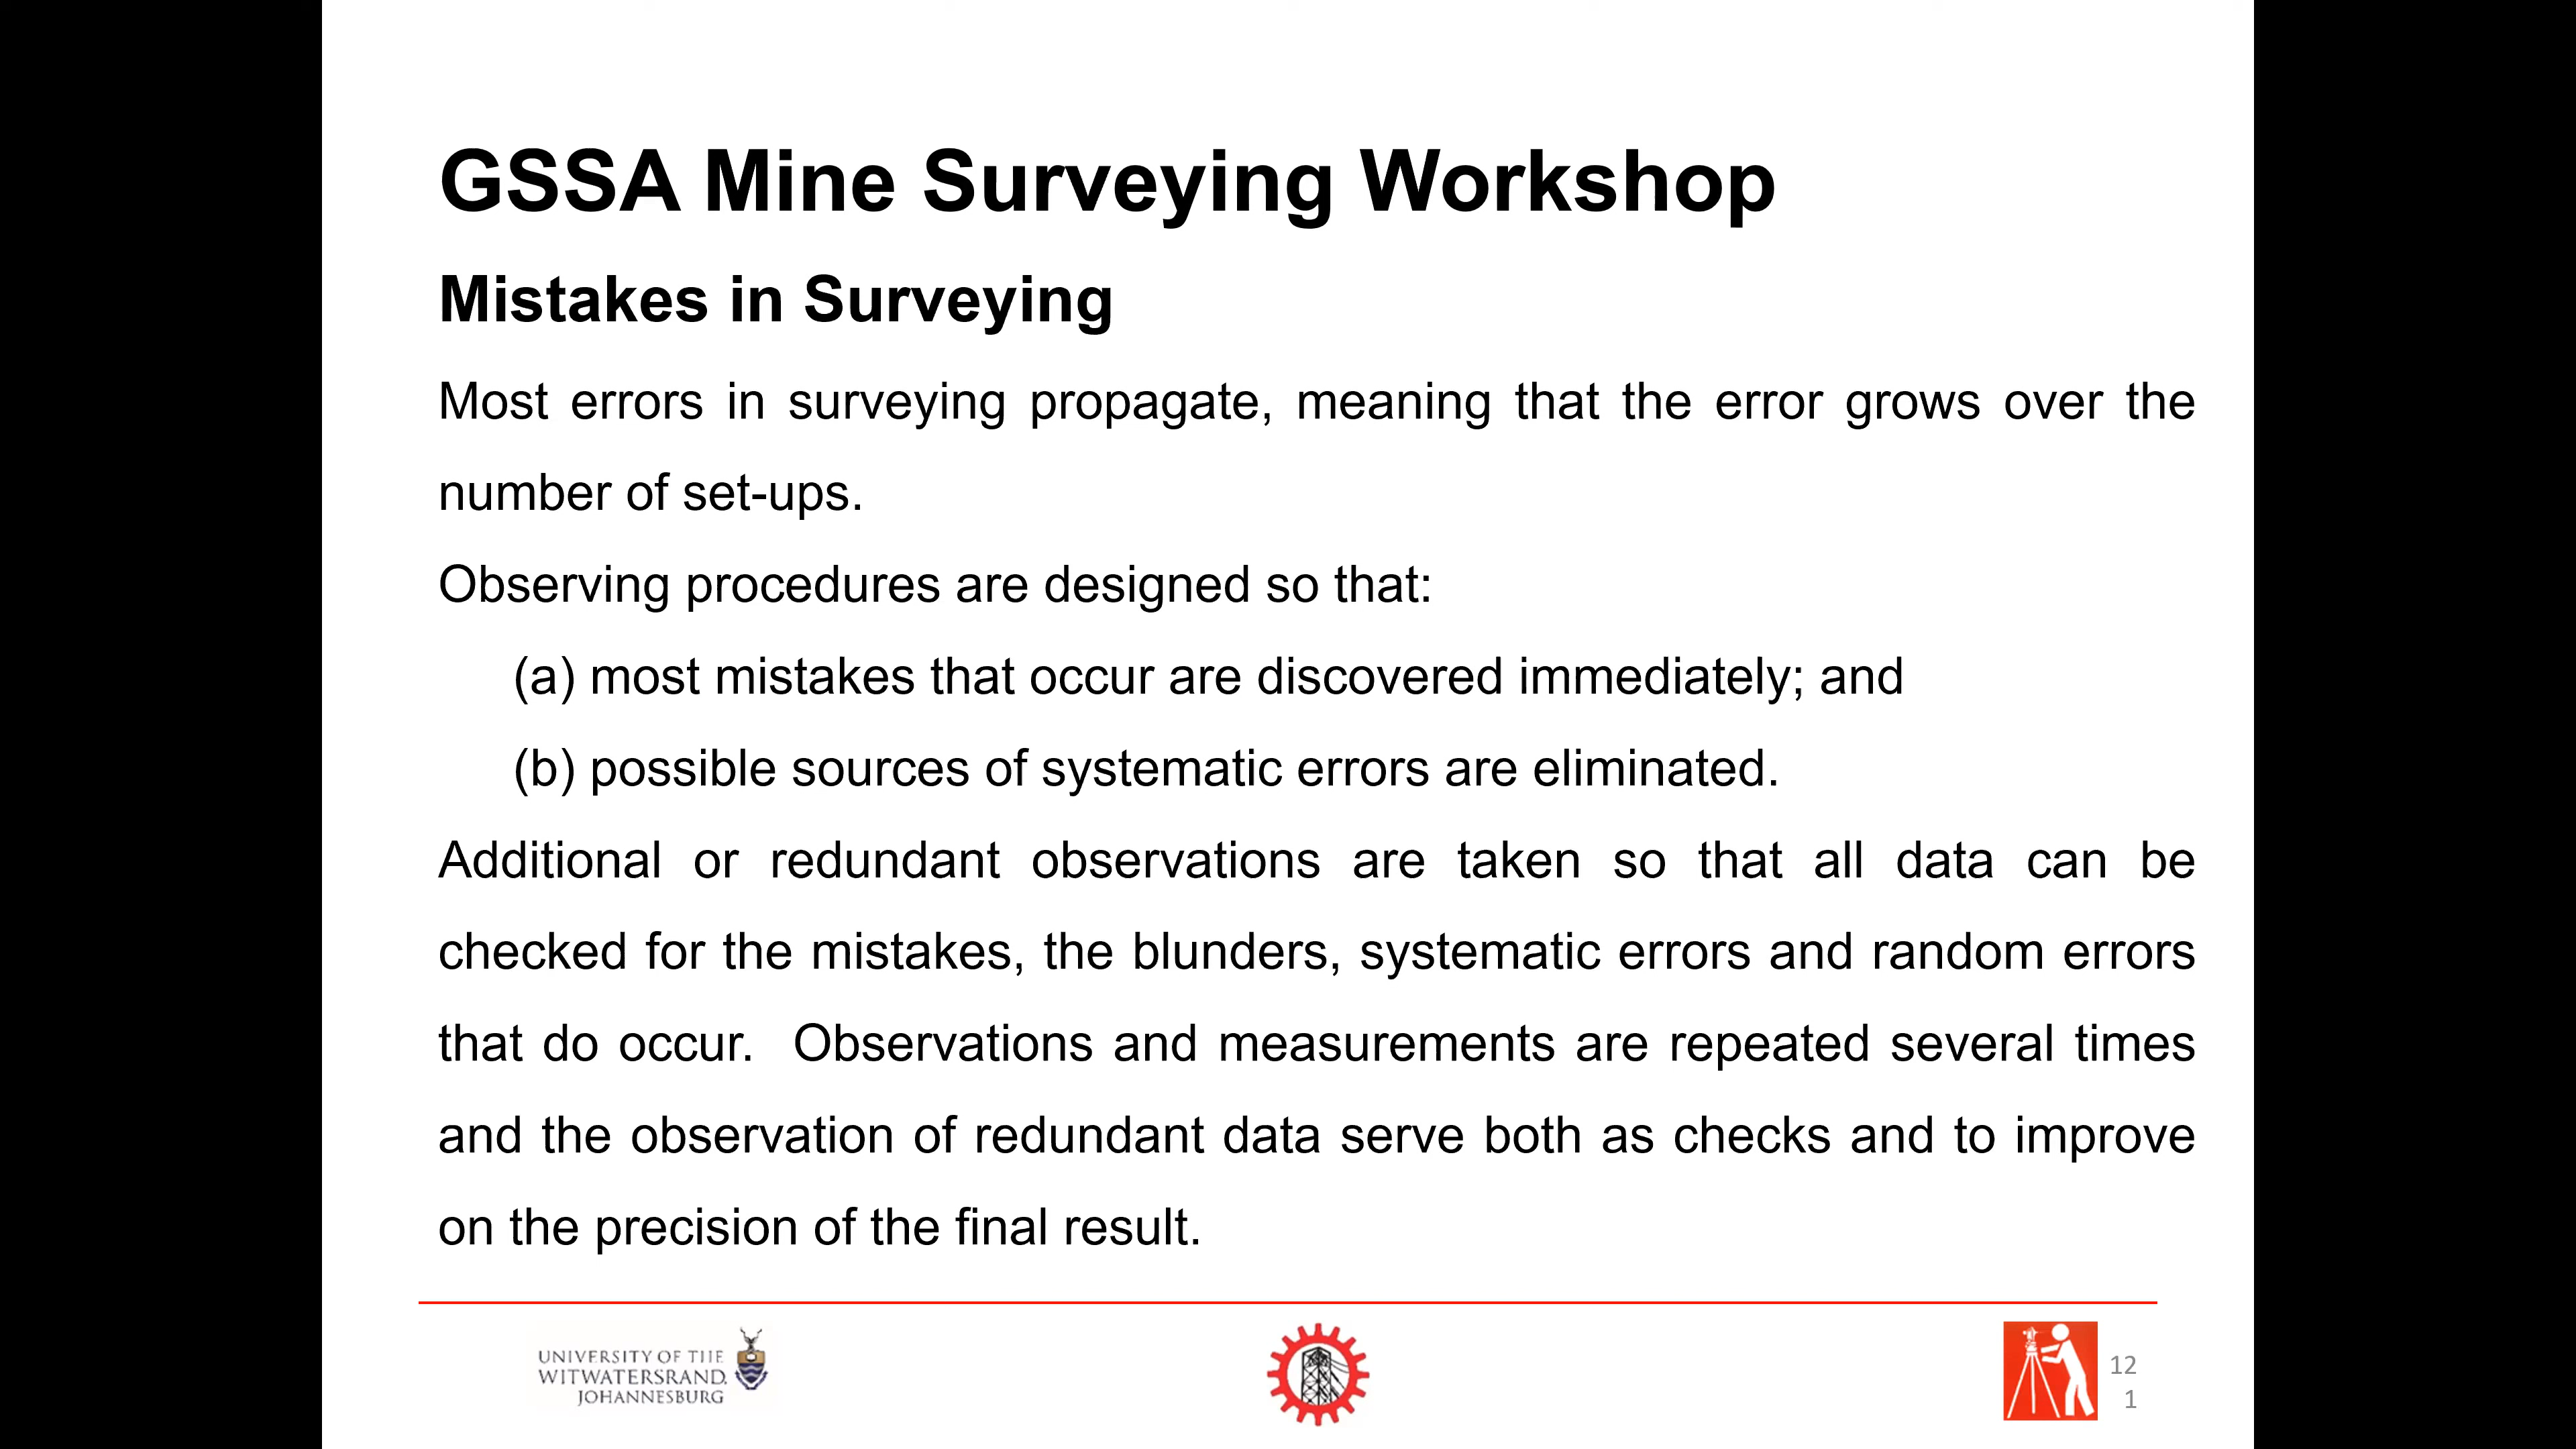 GSSA Mine Surveying Workshop
Mistakes in Surveying
Most errors in surveying propagate, meaning that the error grows over the
number of set-ups.
Observing procedures are designed so that:
(a) most mistakes that occur are discovered immediately; and
(b) possible sources of systematic errors are eliminated.
Additional or redundant observations are taken so that all data can be
checked for the mistakes, the blunders, systematic errors and random errors
that do occur.  Observations and measurements are repeated several times
and the observation of redundant data serve both as checks and to improve
on the precision of the final result.
UNIVERSITY OF THE
WITWATERSRAND,
JOHANNESBURG
12
1